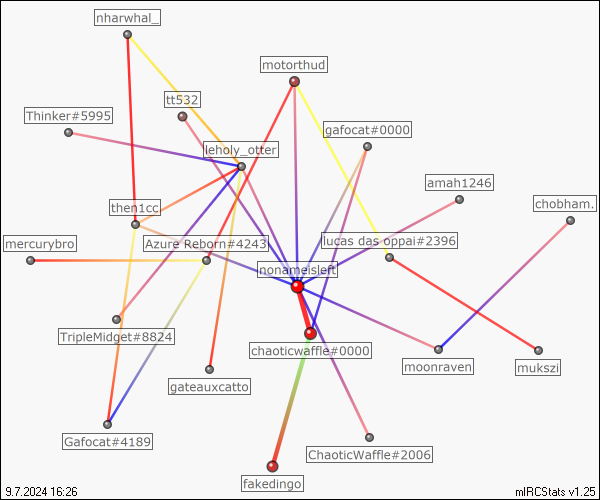 nharwhal_
motorthud
tt532
Thinker#5995
gafocat#0000
leholy_otter
amah1246
chobham.
then1cc
mercurybro
Azure Reborn#4243
lucas das oppai#2396
nonameisleft
TripleMidget#8824
chaoticwaffle#0000
moonraven
mukszi
gateauxcatto
Gafocat#4189
ChaoticWaffle#2006
fakedingo
9.7.2024 16:26
mIRCStats v1.25